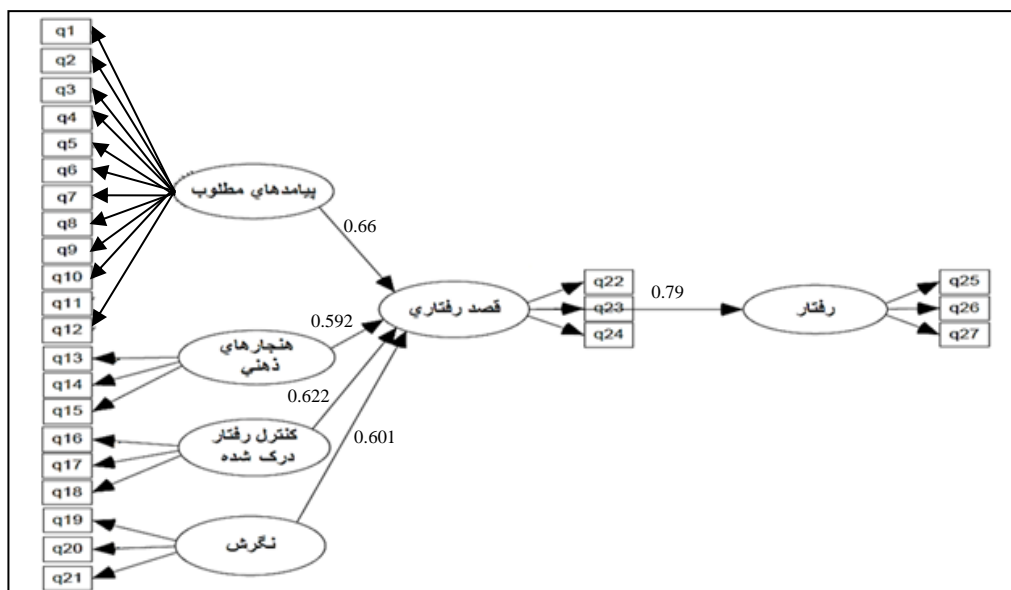 q1
q2
q3
q4
q5
q6
q7
q8
q9
q10
q11
q12
q13
q14
q15
q16
q17
q18
q19
q20
q21
پيامدهاي مطلوب
0.66
هنجارهاي
ذهني
0.592
کنترل رفتار
درک شده
0.622
نگرش
0.601
قصد رفتاري
q22
q23
q24
0.79
رفتار
q25
q26
q27